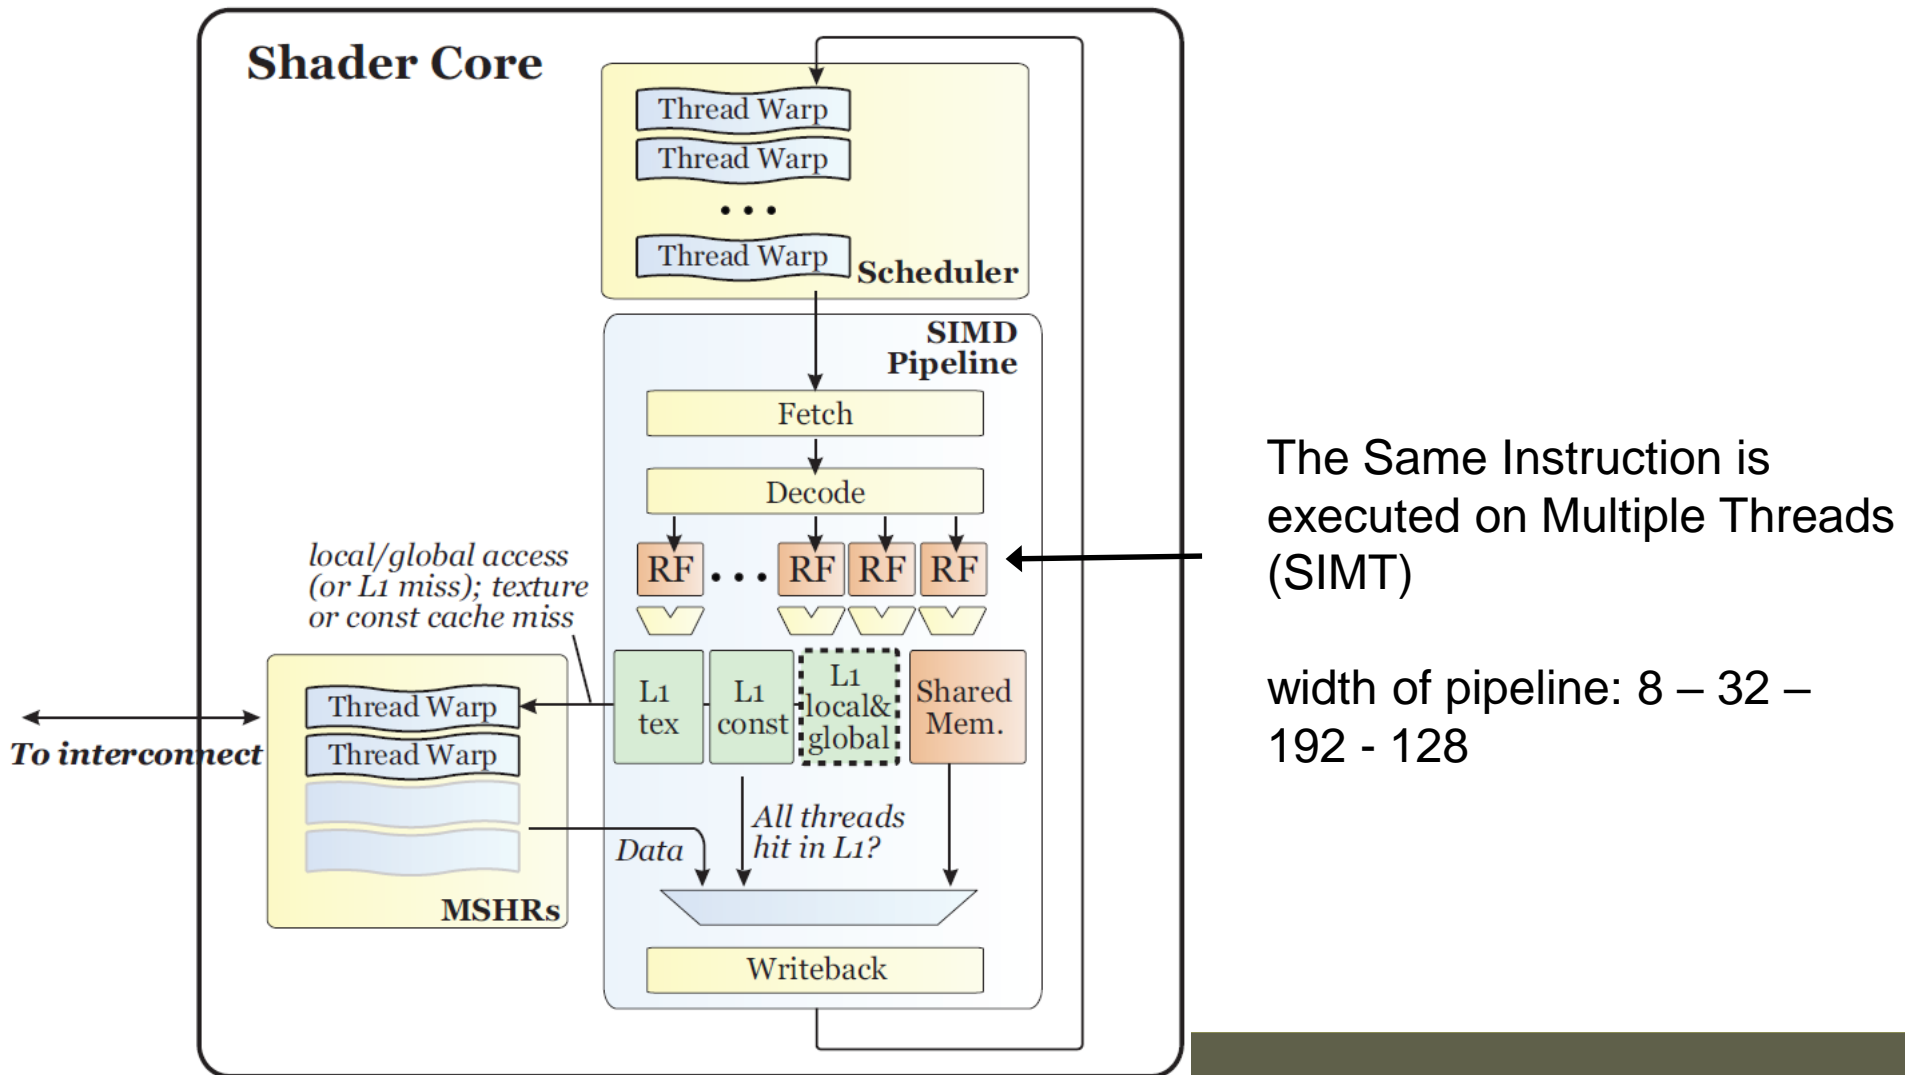 Shader Core
Thread Warp
Thread Warp
• • •
Thread Warp
Scheduler
SIMD
Pipeline
Fetch
Decode
RF • • • RF RF RF
local/global access
(or L1 miss); texture
or const cache miss
L1
tex
L1
const
L1
local&
global
Shared
Mem.
Thread Warp
Thread Warp
MSHRs
To interconnect
Data
All threads
hit in L1?
Writeback
The Same Instruction is
executed on Multiple Threads
(SIMT)
width of pipeline: 8 – 32 –
192 - 128